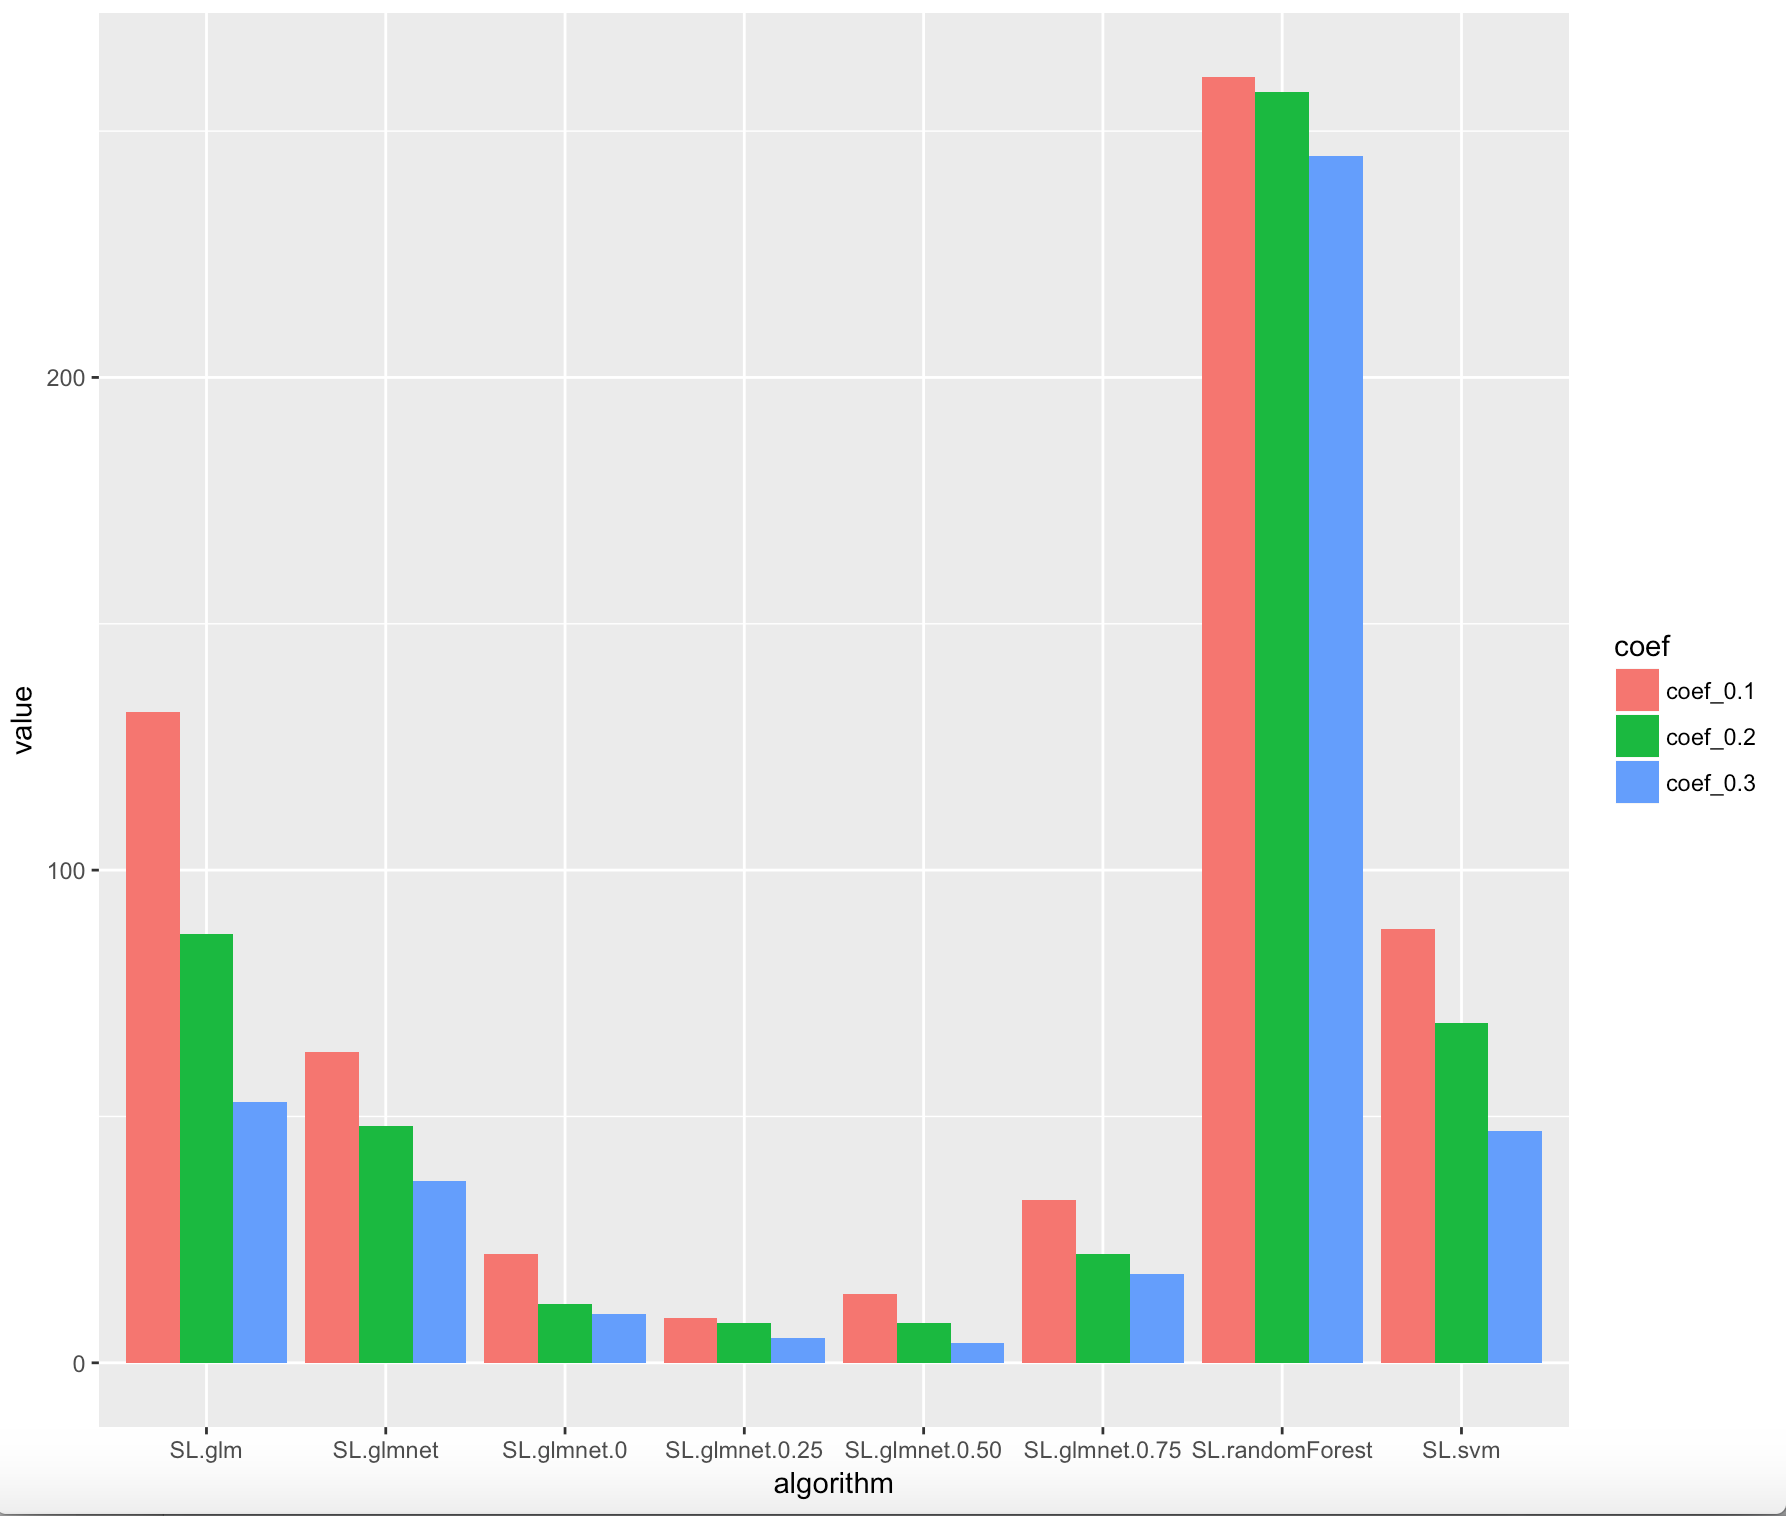 value
200
100
0
SL.glm
SL.glmnet
SL.glmnet.0
SL.glmnet.0.25
SL.glmnet.0.50
SL.glmnet.0.75
SL.randomForest
SL.svm
algorithm
coef
coef_0.1
coef_0.2
coef_0.3